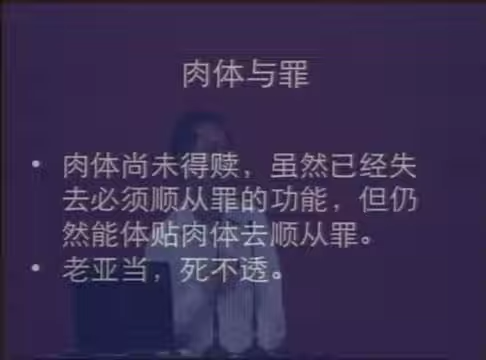 肉体与罪
• 肉体尚未得赎，虽然已经失
去必须顺从罪的功能，但仍
然能体贴肉体去顺从罪。
• 老亚当，死不透。